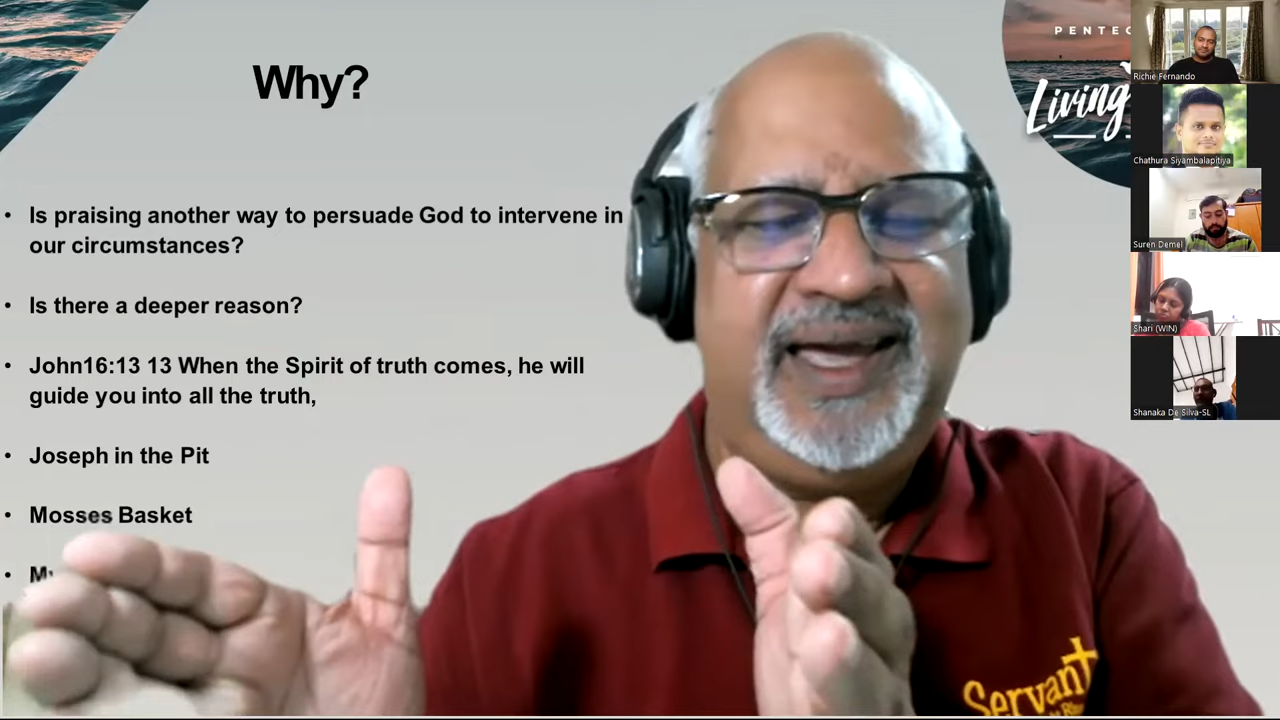 Why?
• Is praising another way to persuade God to intervene in
our circumstances?
• Is there a deeper reason?
• John16:13 13 When the Spirit of truth comes, he will
guide you into all the truth,
• Joseph in the Pit
• Mosses Basket
•
PENTEC
Living
Servant
Richie Fernando
Chathura Siyambalapitiya
Suren Demel
Shari (WIN)
Shanaka De Silva-SL